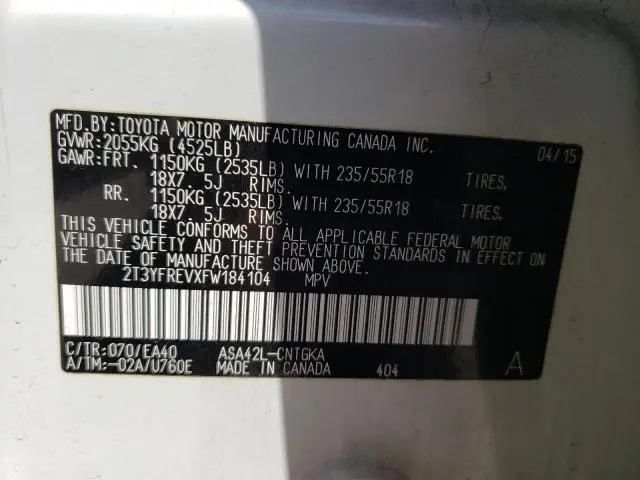 MFD.BY:TOYOTA MOTOR MANUFACTURING CANADA INC.
GVWR:2055KG (4525LB) 04/15
GAWR:FRT. 1150KG (2535LB) WITH 235/55R18 TIRES,
18X7. 5J RIMS.
RR. 1150KG (2535LB) WITH 235/55R18 TIRES,
18X7. 5J RIMS.
THIS VEHICLE CONFORMS TO ALL APPLICABLE FEDERAL MOTOR
VEHICLE SAFETY AND THEFT PREVENTION STANDARDS IN EFFECT ON
THE DATE OF MANUFACTURE SHOWN ABOVE.
2T3YFREVXFW184104 MPV
C/TR:070/EA40 ASA42L-CNTGKA
A/TM:-02A/U760E MADE IN CANADA 404 A